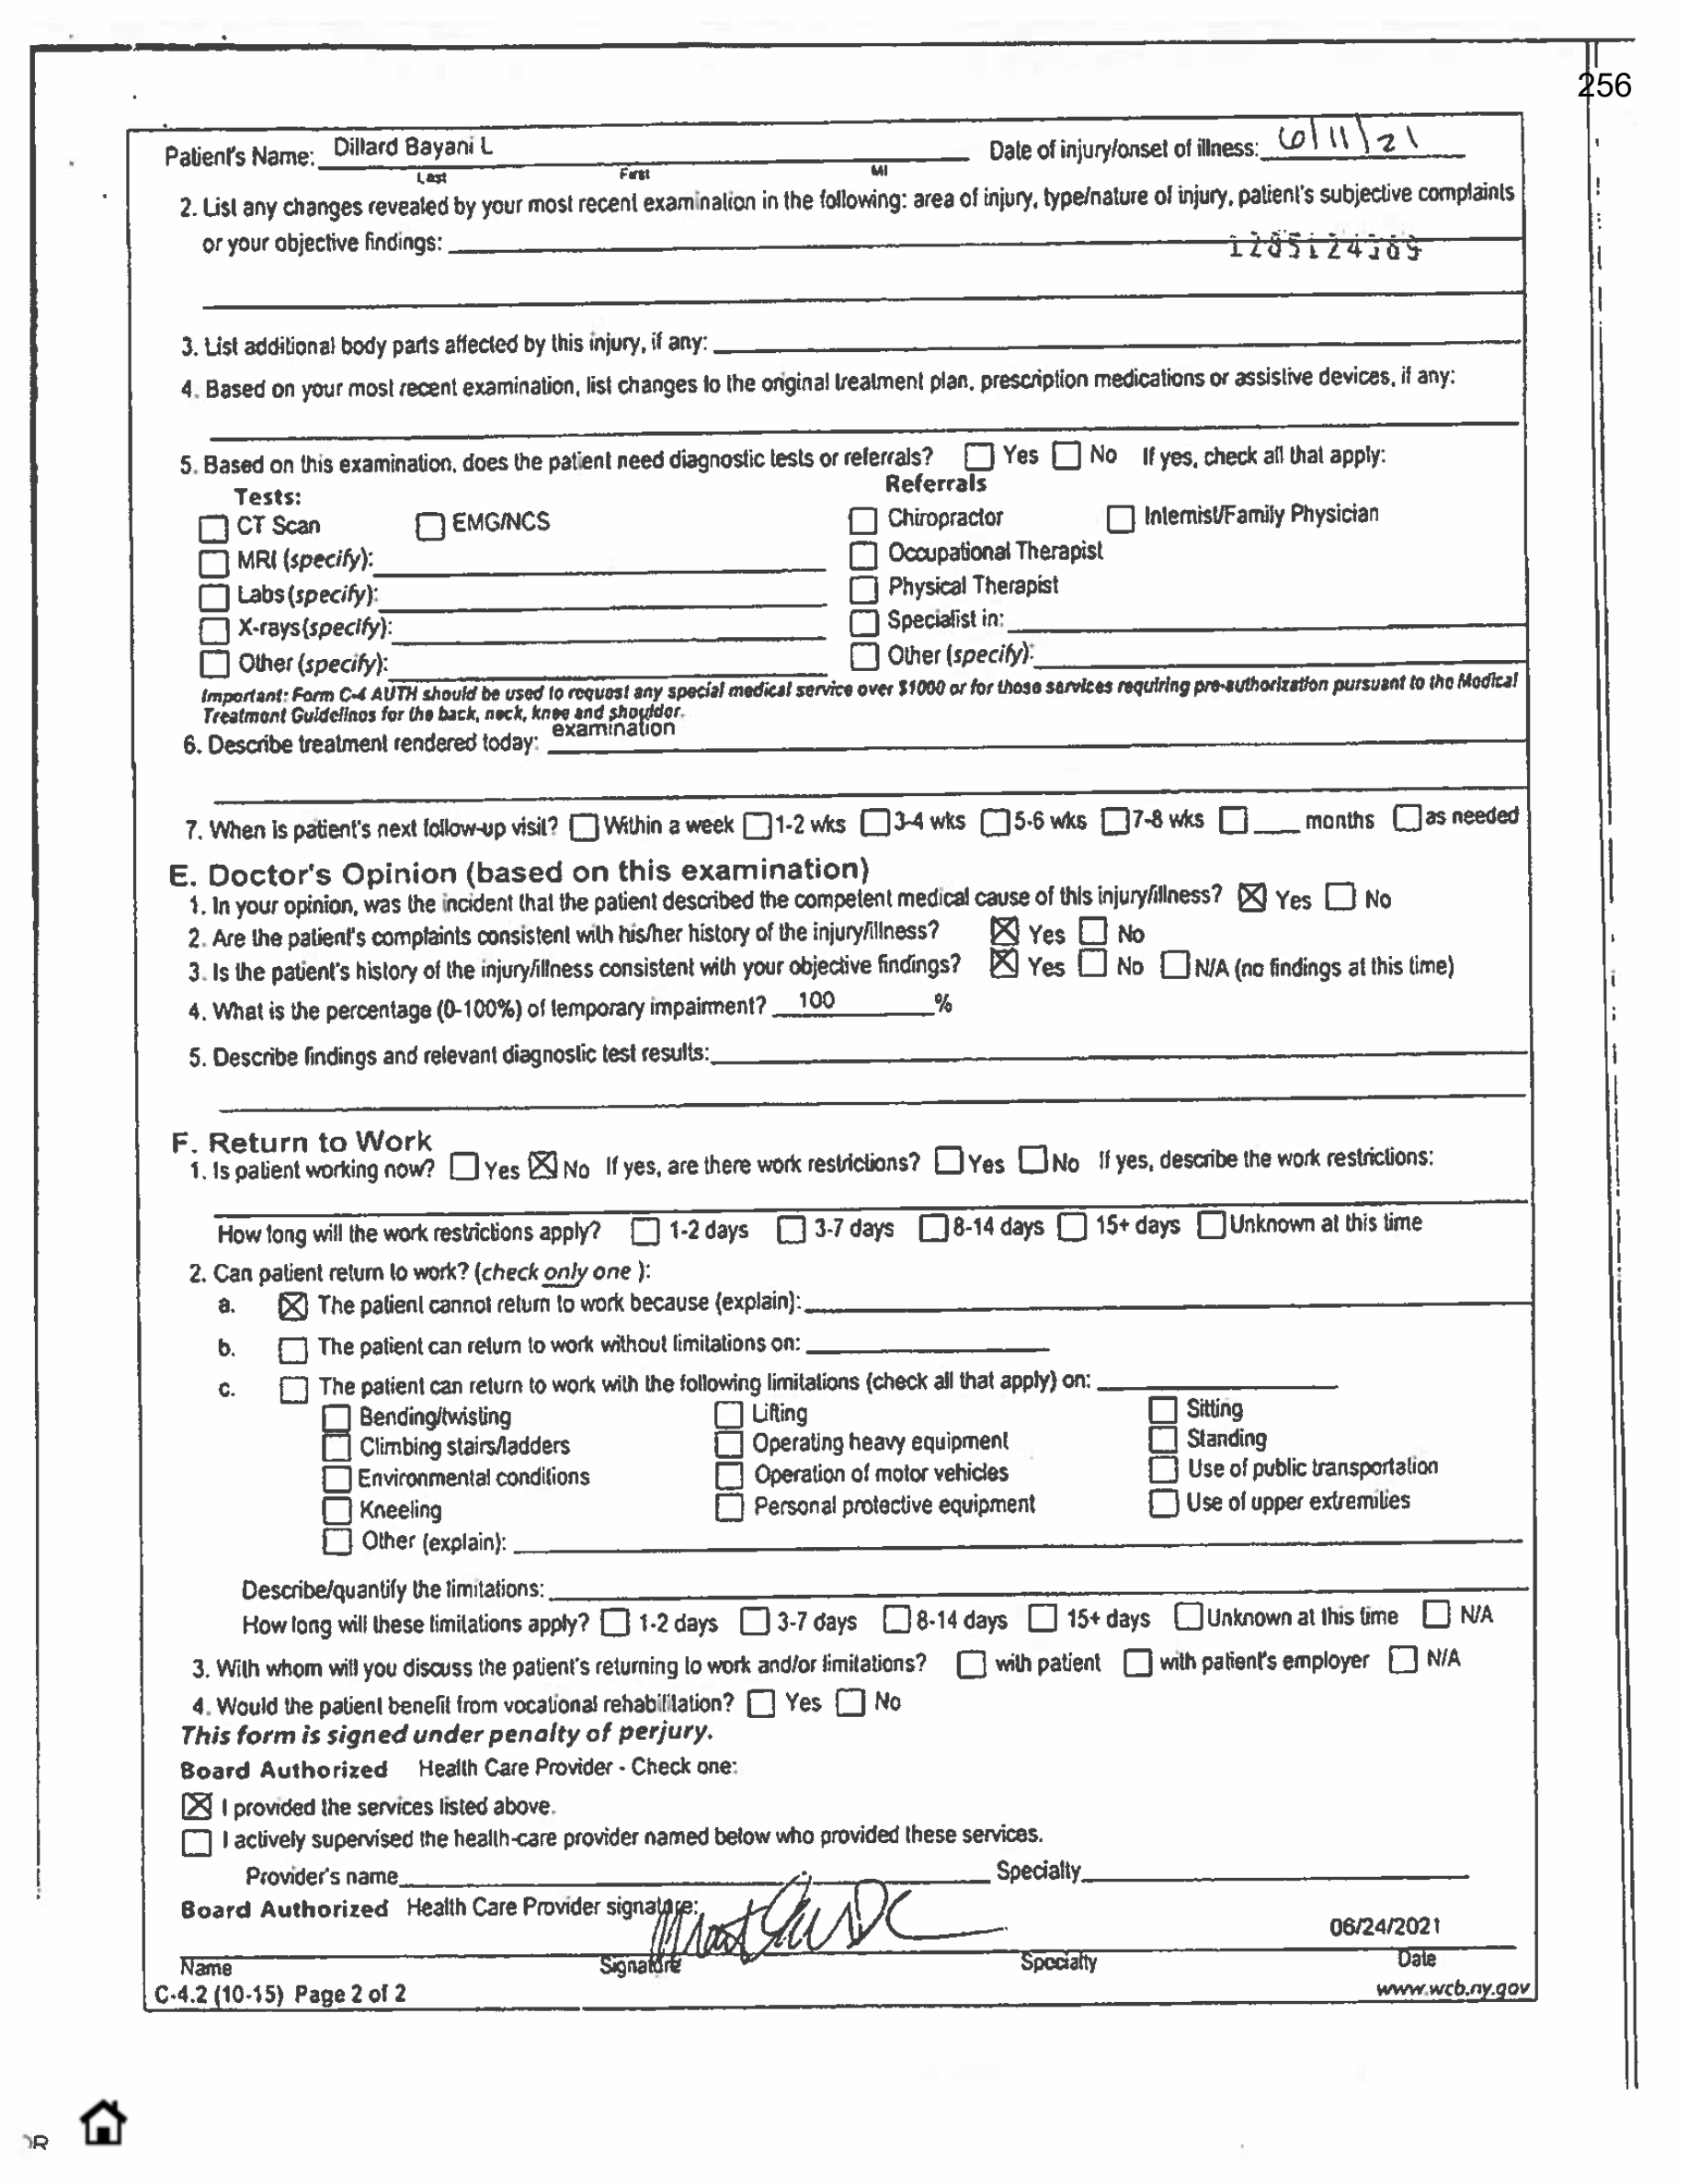 256
Patient's Name: Dillard Bayani L Date of injury/onset of illness: 6/11/21
Last First MI
2. List any changes revealed by your most recent examination in the following: area of injury, type/nature of injury, patient's subjective complaints
or your objective findings:
3. List additional body parts affected by this injury, if any:
4. Based on your most recent examination, list changes to the original treatment plan, prescription medications or assistive devices, if any:
5. Based on this examination, does the patient need diagnostic tests or referrals? ☐ Yes ☐ No If yes, check all that apply:
Tests: Referrals
☐ CT Scan ☐ EMG/NCS ☐ Chiropractor ☐ Internist/Family Physician
☐ MRI (specify): ☐ Occupational Therapist
☐ Labs (specify): ☐ Physical Therapist
☐ X-rays (specify): ☐ Specialist in:
☐ Other (specify): ☐ Other (specify):
Important: Form C-4 AUTH should be used to request any special medical service over $1000 or for those services requiring pre-authorization pursuant to the Medical
Treatment Guidelines for the back, neck, knee and shoulder.
6. Describe treatment rendered today: examination
7. When is patient's next follow-up visit? ☐ Within a week ☐ 1-2 wks ☐ 3-4 wks ☐ 5-6 wks ☐ 7-8 wks ☐ ___ months ☐ as needed
E. Doctor's Opinion (based on this examination)
1. In your opinion, was the incident that the patient described the competent medical cause of this injury/illness? ☒ Yes ☐ No
2. Are the patient's complaints consistent with his/her history of the injury/illness? ☒ Yes ☐ No
3. Is the patient's history of the injury/illness consistent with your objective findings? ☒ Yes ☐ No ☐ N/A (no findings at this time)
4. What is the percentage (0-100%) of temporary impairment? 100 %
5. Describe findings and relevant diagnostic test results:
F. Return to Work
1. Is patient working now? ☐ Yes ☒ No If yes, are there work restrictions? ☐ Yes ☐ No If yes, describe the work restrictions:
How long will the work restrictions apply? ☐ 1-2 days ☐ 3-7 days ☐ 8-14 days ☐ 15+ days ☐ Unknown at this time
2. Can patient return to work? (check only one ):
a. ☒ The patient cannot return to work because (explain):
b. ☐ The patient can return to work without limitations on:
c. ☐ The patient can return to work with the following limitations (check all that apply) on:
☐ Bending/twisting ☐ Lifting ☐ Sitting
☐ Climbing stairs/ladders ☐ Operating heavy equipment ☐ Standing
☐ Environmental conditions ☐ Operation of motor vehicles ☐ Use of public transportation
☐ Kneeling ☐ Personal protective equipment ☐ Use of upper extremities
☐ Other (explain):
Describe/quantify the limitations:
How long will these limitations apply? ☐ 1-2 days ☐ 3-7 days ☐ 8-14 days ☐ 15+ days ☐ Unknown at this time ☐ N/A
3. With whom will you discuss the patient's returning to work and/or limitations? ☐ with patient ☐ with patient's employer ☐ N/A
4. Would the patient benefit from vocational rehabilitation? ☐ Yes ☐ No
This form is signed under penalty of perjury.
Board Authorized Health Care Provider - Check one:
☒ I provided the services listed above.
☐ I actively supervised the health-care provider named below who provided these services.
Provider's name Specialty
Board Authorized Health Care Provider signature:
06/24/2021
Name Signature Specialty Date
C-4.2 (10-15) Page 2 of 2 www.wcb.ny.gov